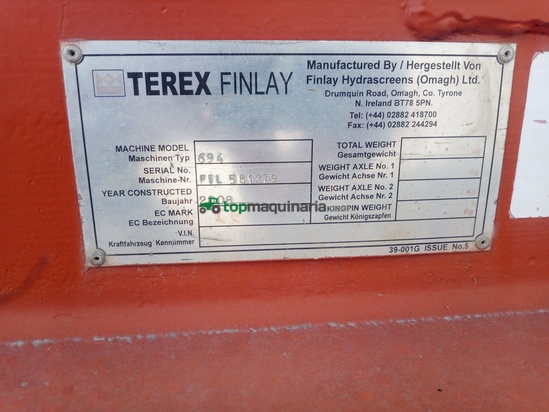 TEREX FINLAY
Manufactured By / Hergestellt Von
Finlay Hydrascreens (Omagh) Ltd.
Drumquin Road, Omagh, Co. Tyrone
N. Ireland BT78 5PN.
Tel: (+44) 02882 418700
Fax: (+44) 02882 244294
MACHINE MODEL
Maschinen Typ 694
SERIAL No.
Maschine-Nr.
YEAR CONSTRUCTED
Baujahr
EC MARK
EC Bezeichnung
V.I.N.
Kraftfahrzeug Kennummer
TOTAL WEIGHT
Gesamtgewicht
WEIGHT AXLE No. 1
Gewicht Achse Nr. 1
WEIGHT AXLE No. 2
Gewicht Achse Nr. 2
KINGPIN WEIGHT
Gewicht Königszapfen Kg
39-001G ISSUE No.5
topmaquinaria